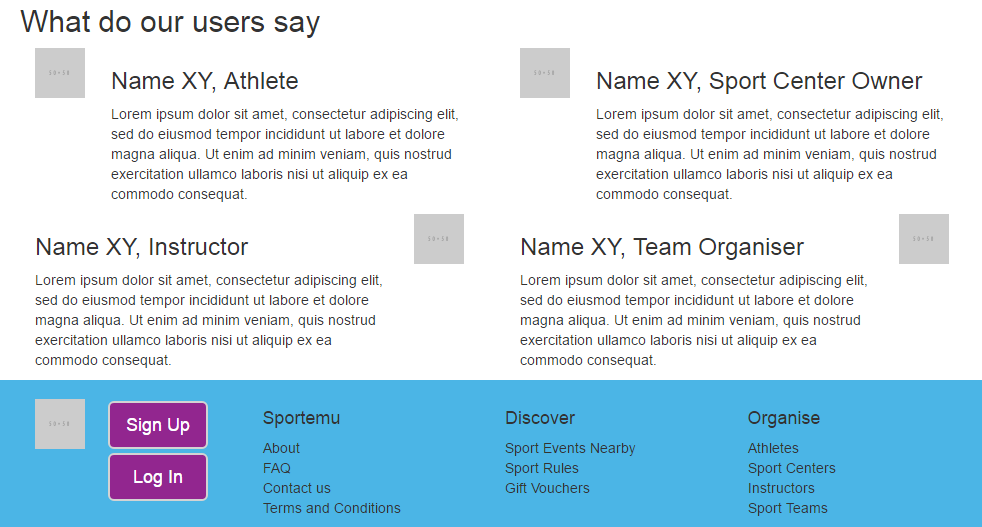 What do our users say
50×50
Name XY, Athlete
Lorem ipsum dolor sit amet, consectetur adipiscing elit,
sed do eiusmod tempor incididunt ut labore et dolore
magna aliqua. Ut enim ad minim veniam, quis nostrud
exercitation ullamco laboris nisi ut aliquip ex ea
commodo consequat.
50×50
Name XY, Sport Center Owner
Lorem ipsum dolor sit amet, consectetur adipiscing elit,
sed do eiusmod tempor incididunt ut labore et dolore
magna aliqua. Ut enim ad minim veniam, quis nostrud
exercitation ullamco laboris nisi ut aliquip ex ea
commodo consequat.
Name XY, Instructor
50×50
Lorem ipsum dolor sit amet, consectetur adipiscing elit,
sed do eiusmod tempor incididunt ut labore et dolore
magna aliqua. Ut enim ad minim veniam, quis nostrud
exercitation ullamco laboris nisi ut aliquip ex ea
commodo consequat.
Name XY, Team Organiser
50×50
Lorem ipsum dolor sit amet, consectetur adipiscing elit,
sed do eiusmod tempor incididunt ut labore et dolore
magna aliqua. Ut enim ad minim veniam, quis nostrud
exercitation ullamco laboris nisi ut aliquip ex ea
commodo consequat.
50×50
Sign Up
Log In
Sportemu
About
FAQ
Contact us
Terms and Conditions
Discover
Sport Events Nearby
Sport Rules
Gift Vouchers
Organise
Athletes
Sport Centers
Instructors
Sport Teams